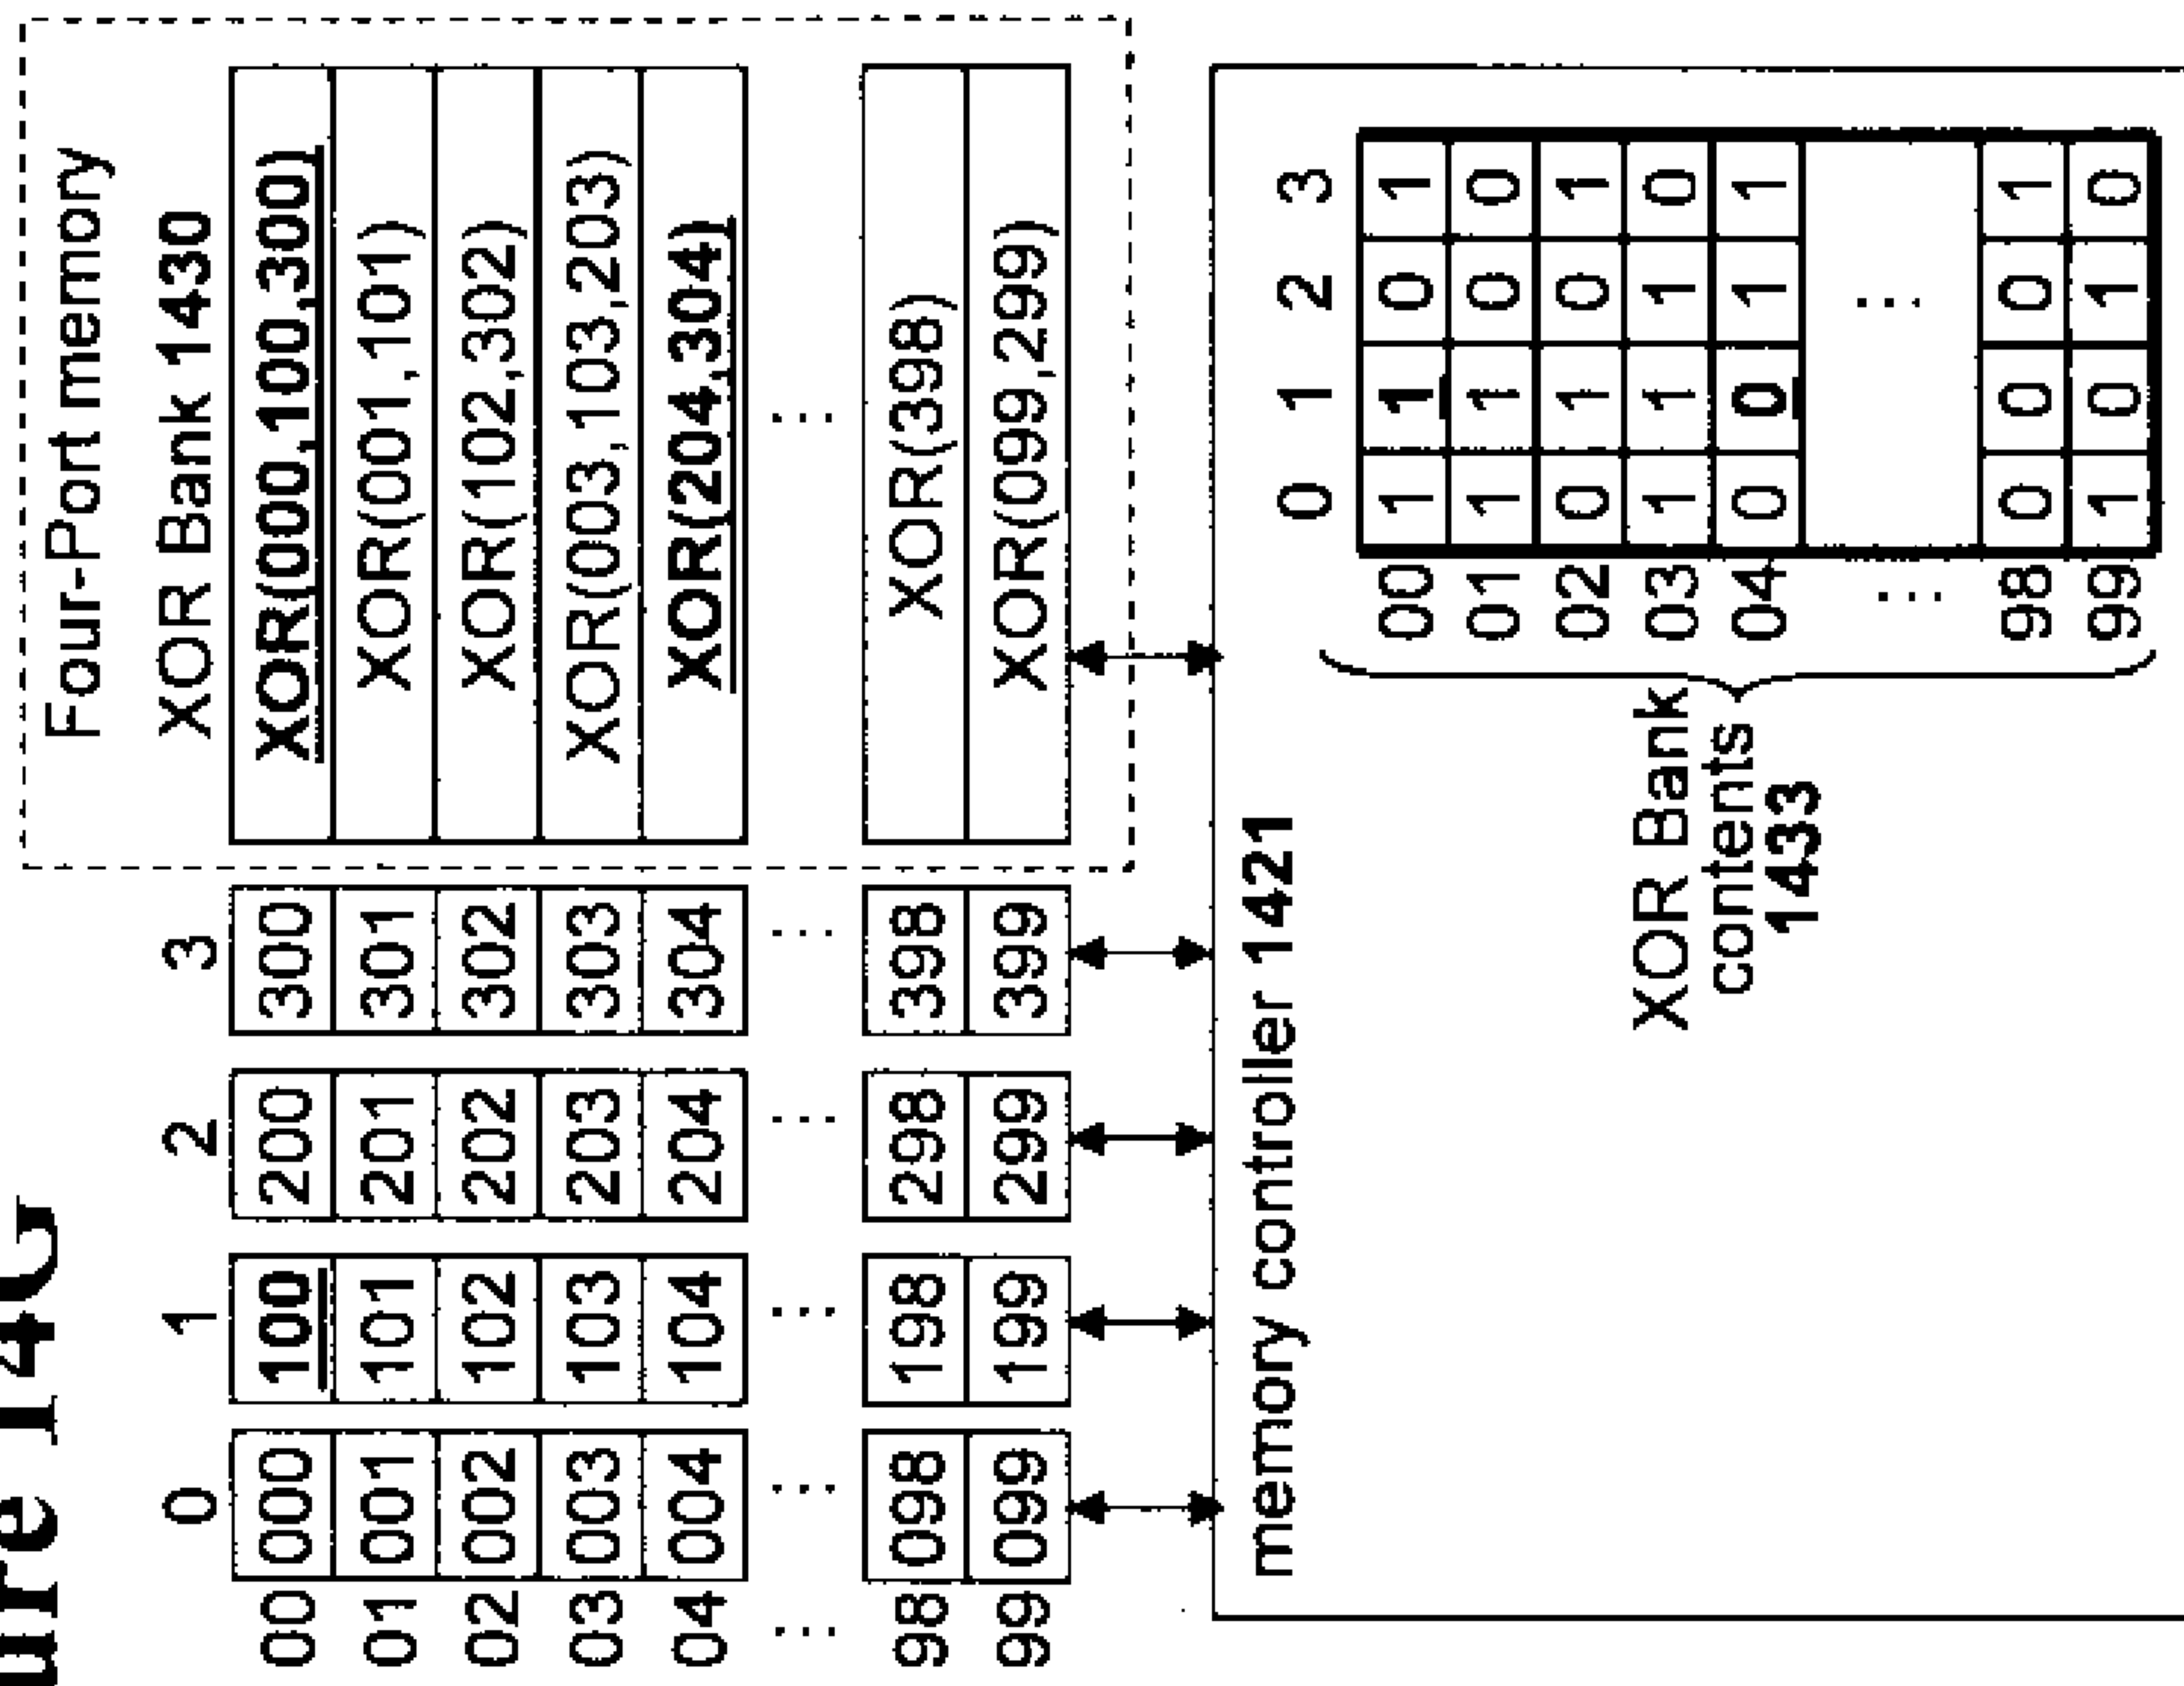 ure 14G
Four-Port memory
0 1 2 3 XOR Bank 1430
00 000 100 200 300 XOR(000,100,300)
01 001 101 201 301 XOR(001,101)
02 002 102 202 302 XOR(102,302)
03 003 103 203 303 XOR(003,103,203)
04 004 104 204 304 XOR(204,304)
... ... ... ... ... ...
98 098 198 298 398 XOR(398)
99 099 199 299 399 XOR(099,299)
memory controller 1421
0 1 2 3
00 1 1 0 1
01 1 1 0 0
02 0 1 0 1
03 1 1 1 0
04 0 0 1 1
... ...
98 0 0 0 1
99 1 0 1 0
XOR Bank
contents
1433